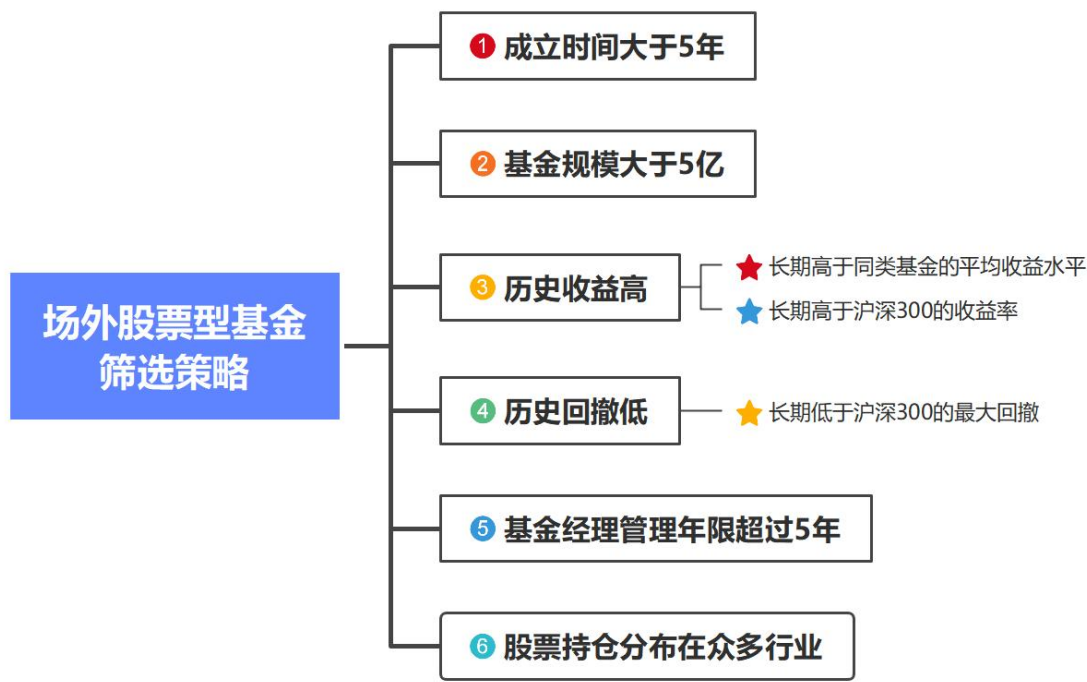 场外股票型基金
筛选策略
1 成立时间大于5年
2 基金规模大于5亿
3 历史收益高
长期高于同类基金的平均收益水平
长期高于沪深300的收益率
4 历史回撤低
长期低于沪深300的最大回撤
5 基金经理管理年限超过5年
6 股票持仓分布在众多行业